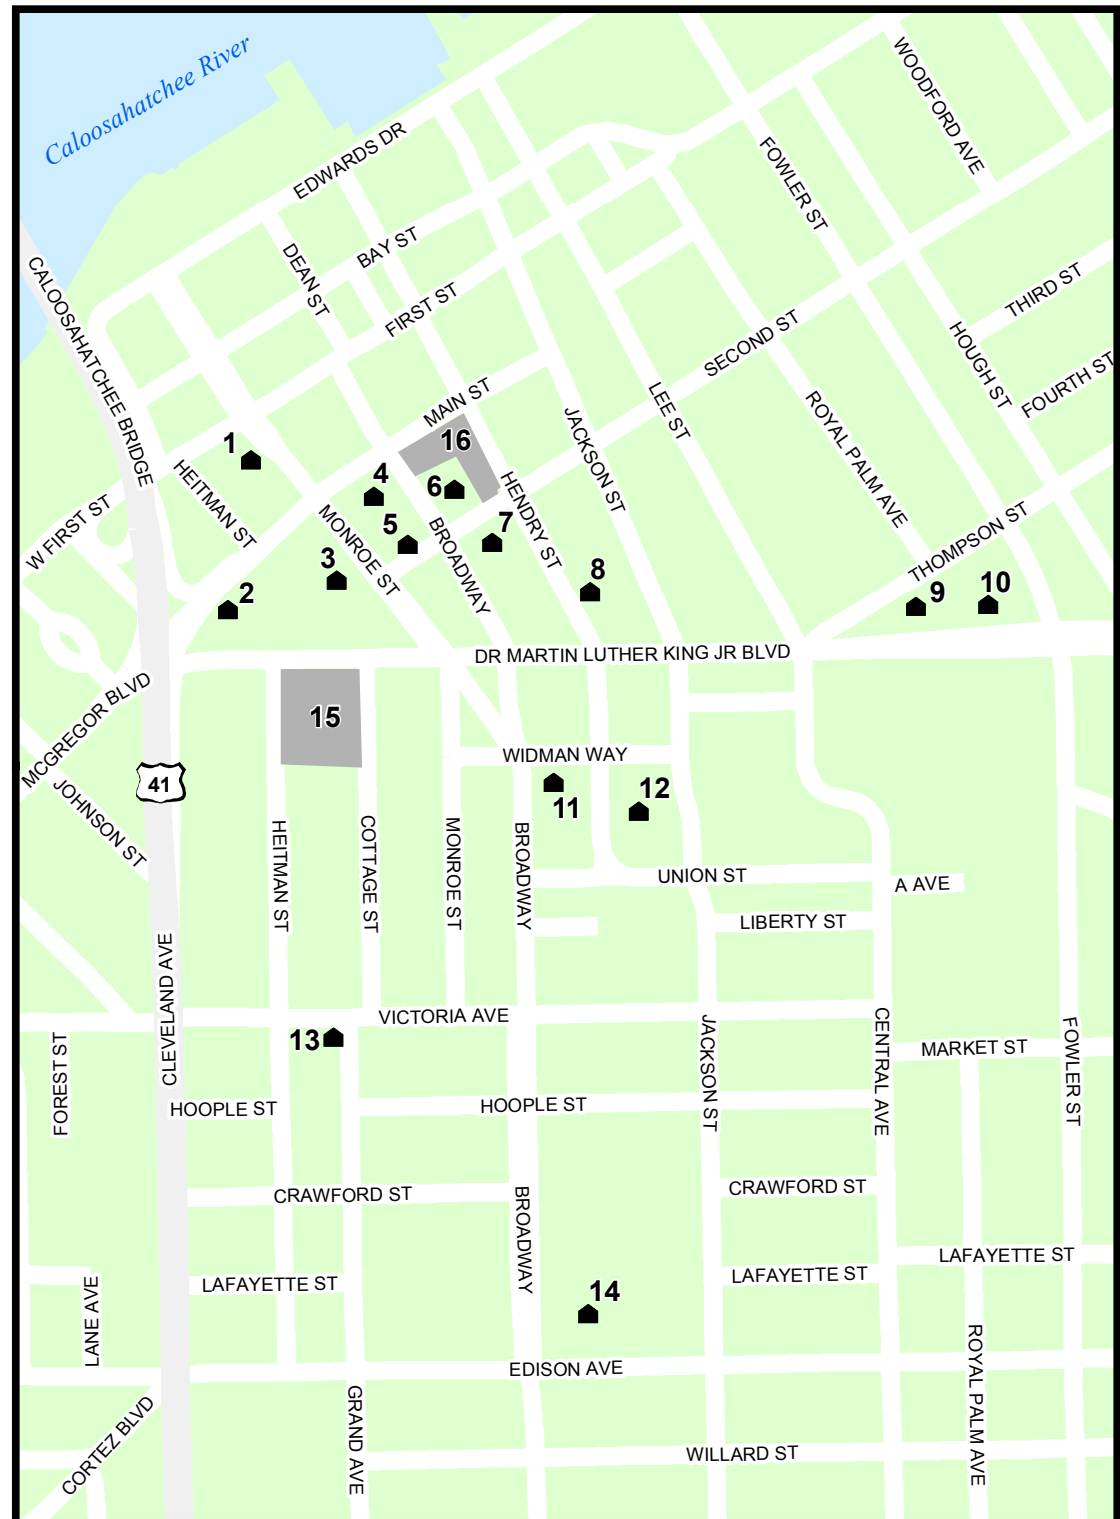 Caloosahatchee River
WOODFORD AVE
EDWARDS DR
FOWLER ST
BAY ST
DEAN ST
CALOOSAHATCHEE BRIDGE
FIRST ST
THIRD ST
SECOND ST
HOUGH ST
FOURTH ST
MAIN ST
LEE ST
JACKSON ST
ROYAL PALM AVE
1
16
HEITMAN ST
4
6
HENDRY ST
W FIRST ST
MONROE ST
5
BROADWAY
7
THOMPSON ST
3
2
8
9
10
DR MARTIN LUTHER KING JR BLVD
MCGREGOR BLVD
15
WIDMAN WAY
41
JOHNSON ST
11
12
HEITMAN ST
COTTAGE ST
MONROE ST
BROADWAY
UNION ST
A AVE
LIBERTY ST
CLEVELAND AVE
VICTORIA AVE
13
FOREST ST
JACKSON ST
CENTRAL AVE
MARKET ST
FOWLER ST
HOOPLE ST
HOOPLE ST
CRAWFORD ST
BROADWAY
CRAWFORD ST
LAFAYETTE ST
LAFAYETTE ST
LAFAYETTE ST
LANE AVE
14
EDISON AVE
ROYAL PALM AVE
GRAND AVE
CORTEZ BLVD
WILLARD ST